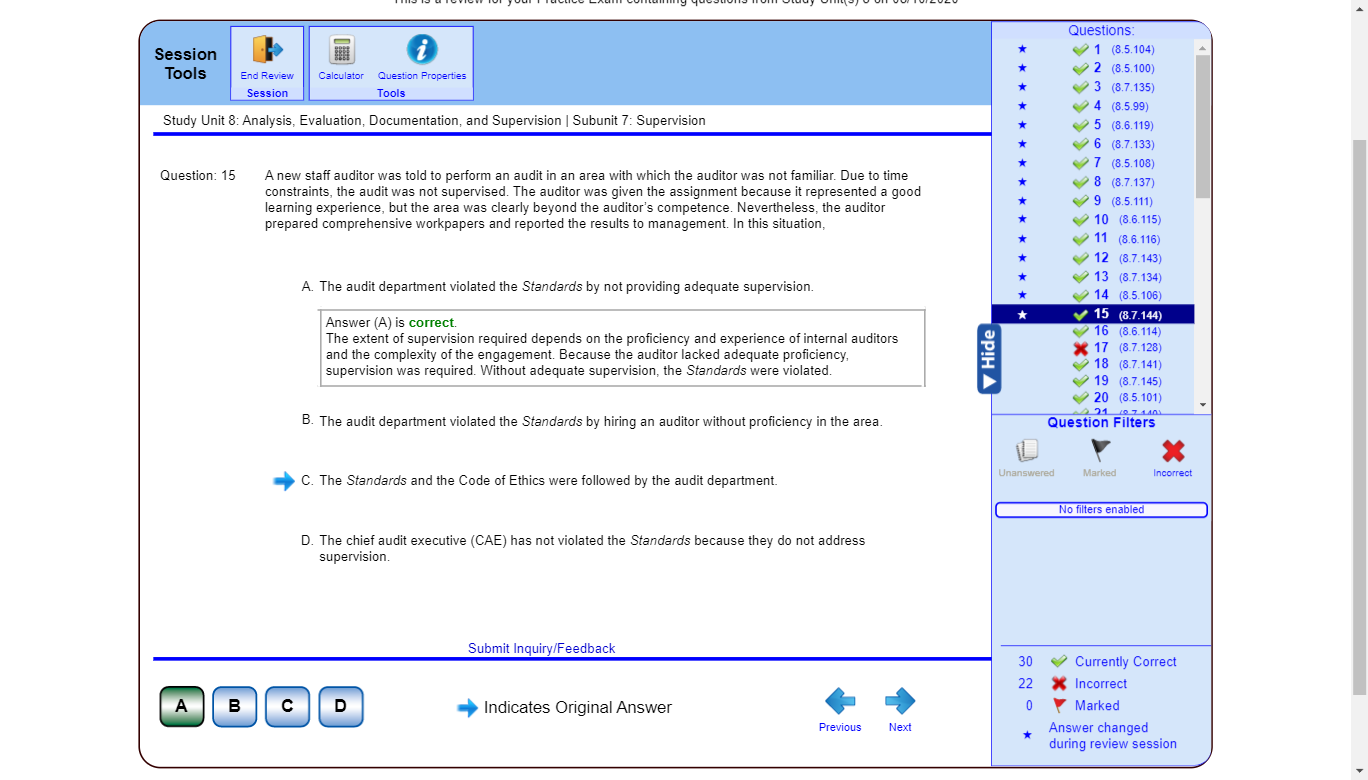 This is a review for your Practice Exam containing questions from Study Unit(s) 8 on
Session
Tools
End Review
Session
Calculator
Question Properties
Tools
Study Unit 8: Analysis, Evaluation, Documentation, and Supervision | Subunit 7: Supervision
Question: 15
A new staff auditor was told to perform an audit in an area with which the auditor was not familiar. Due to time
constraints, the audit was not supervised. The auditor was given the assignment because it represented a good
learning experience, but the area was clearly beyond the auditor's competence. Nevertheless, the auditor
prepared comprehensive workpapers and reported the results to management. In this situation,
A. The audit department violated the Standards by not providing adequate supervision.
Answer (A) is correct.
The extent of supervision required depends on the proficiency and experience of internal auditors
and the complexity of the engagement. Because the auditor lacked adequate proficiency,
supervision was required. Without adequate supervision, the Standards were violated.
B. The audit department violated the Standards by hiring an auditor without proficiency in the area.
C. The Standards and the Code of Ethics were followed by the audit department.
D. The chief audit executive (CAE) has not violated the Standards because they do not address
supervision.
Submit Inquiry/Feedback
A B C D
Indicates Original Answer
Previous
Next
Questions:
1 (8.5.104)
2 (8.5.100)
3 (8.7.135)
4 (8.5.99)
5 (8.6.119)
6 (8.7.133)
7 (8.5.108)
8 (8.7.137)
9 (8.5.111)
10 (8.6.115)
11 (8.6.116)
12 (8.7.143)
13 (8.7.134)
14 (8.5.106)
15 (8.7.144)
16 (8.6.114)
17 (8.7.128)
18 (8.7.141)
19 (8.7.145)
20 (8.5.101)
21
Hide
Question Filters
Unanswered
Marked
Incorrect
No filters enabled
30 Currently Correct
22 Incorrect
0 Marked
Answer changed
during review session